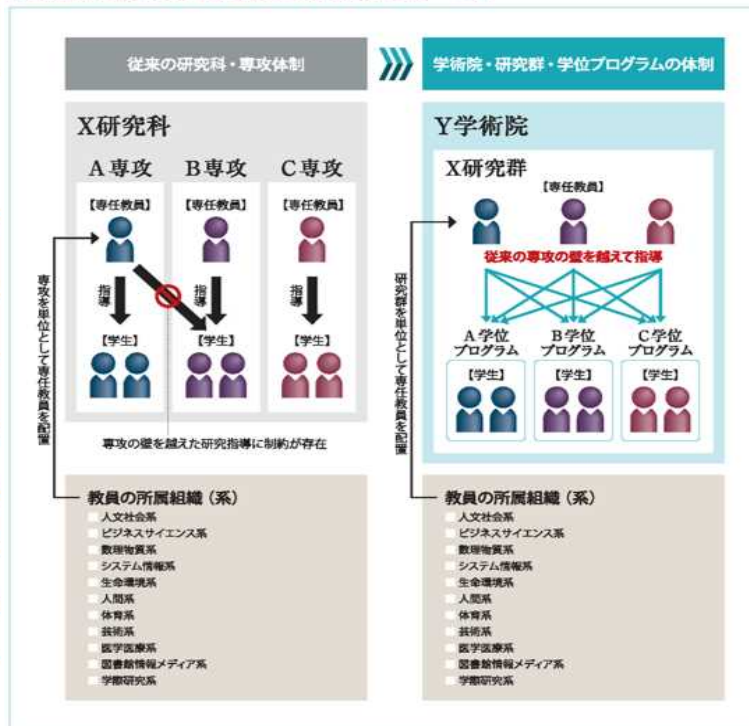 従来の研究科・専攻体制
学術院・研究群・学位プログラムの体制
X研究科
A専攻
B専攻
C専攻
【専任教員】
【専任教員】
【専任教員】
指導
指導
指導
【学生】
【学生】
【学生】
専攻の壁を越えた研究指導に制約が存在
専攻を単位として専任教員を配置
教員の所属組織（系）
人文社会系
ビジネスサイエンス系
数理物質系
システム情報系
生命環境系
人間系
体育系
芸術系
医学医療系
図書館情報メディア系
学際研究系
Y学術院
X研究群
【専任教員】
従来の専攻の壁を越えて指導
A学位
プログラム
B学位
プログラム
C学位
プログラム
【学生】
【学生】
【学生】
研究群を単位として専任教員を配置
教員の所属組織（系）
人文社会系
ビジネスサイエンス系
数理物質系
システム情報系
生命環境系
人間系
体育系
芸術系
医学医療系
図書館情報メディア系
学際研究系